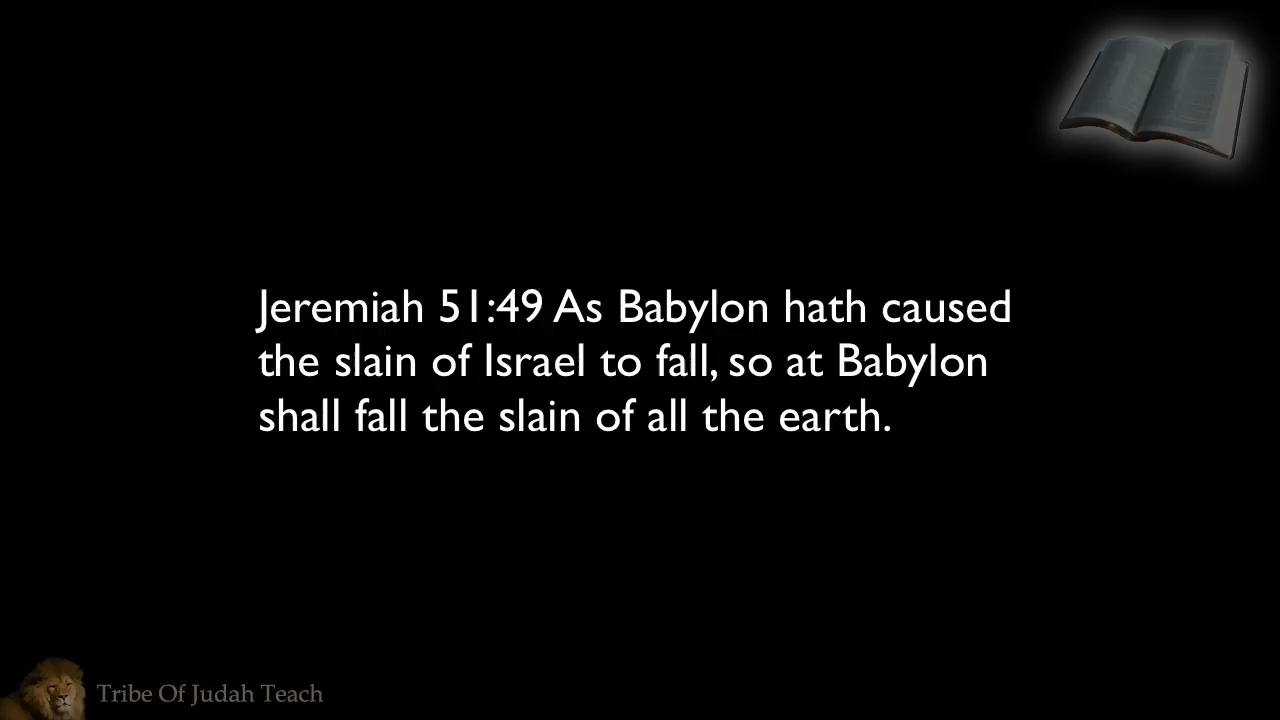 Jeremiah 51:49 As Babylon hath caused
the slain of Israel to fall, so at Babylon
shall fall the slain of all the earth.
Tribe Of Judah Teach